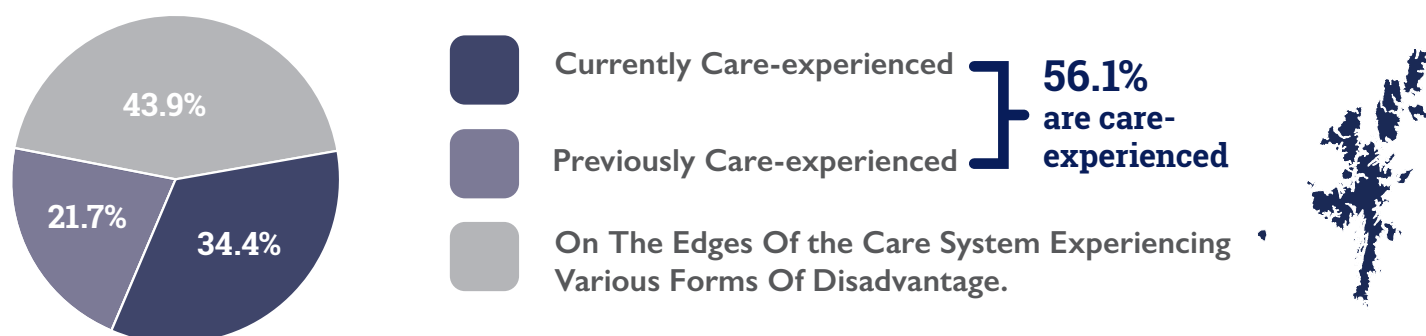 43.9%
21.7%
34.4%
Currently Care-experienced
Previously Care-experienced
56.1%
are care-
experienced
On The Edges Of the Care System Experiencing
Various Forms Of Disadvantage.